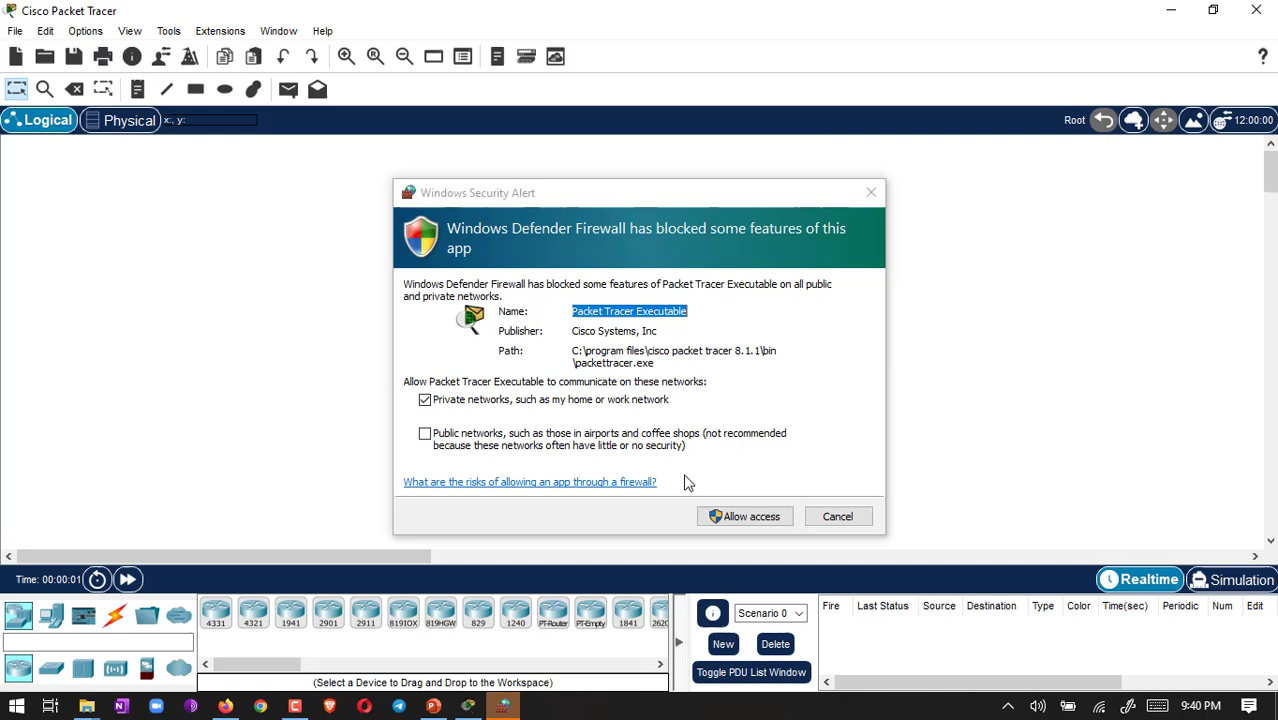 Cisco Packet Tracer
File Edit Options View Tools Extensions Window Help
?
Logical Physical x:, y: Root 12:00:00
Windows Security Alert
Windows Defender Firewall has blocked some features of this
app
Windows Defender Firewall has blocked some features of Packet Tracer Executable on all public
and private networks.
Name: Packet Tracer Executable
Publisher: Cisco Systems, Inc
Path: C:\program files\cisco packet tracer 8.1.1\bin
\packettracer.exe
Allow Packet Tracer Executable to communicate on these networks:
Private networks, such as my home or work network
Public networks, such as those in airports and coffee shops (not recommended
because these networks often have little or no security)
What are the risks of allowing an app through a firewall?
Allow access Cancel
Time: 00:00:01 Realtime Simulation
4331 4321 1941 2901 2911 819IOX 819HGW 829 1240 PT-Router PT-Empty 1841 2620
Scenario 0 Fire Last Status Source Destination Type Color Time(sec) Periodic Num Edit
New Delete
Toggle PDU List Window
(Select a Device to Drag and Drop to the Workspace)
9:40 PM